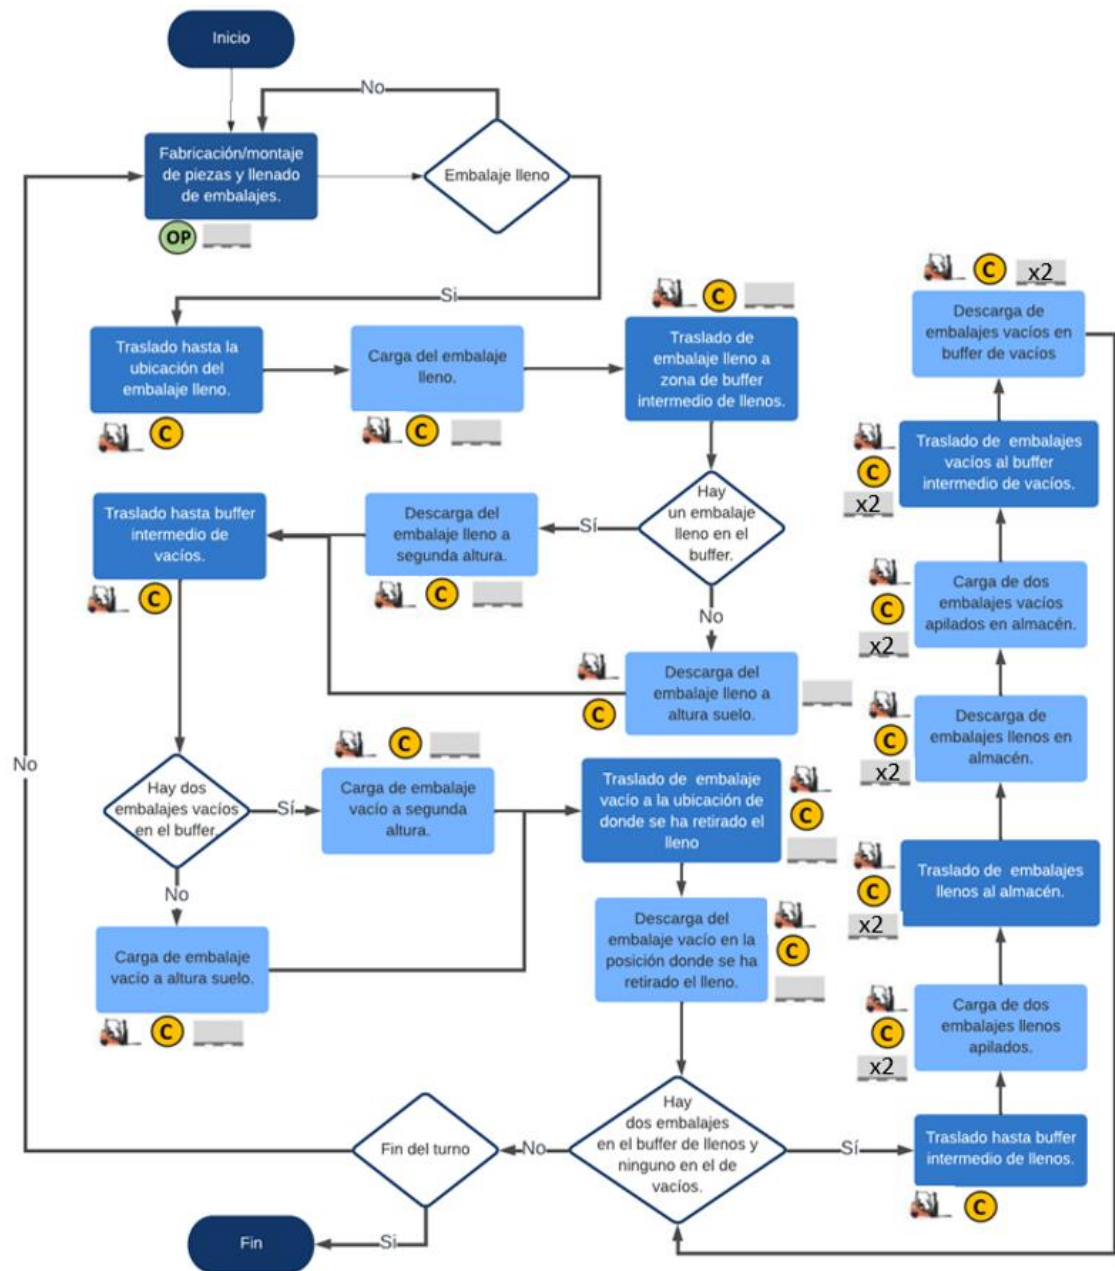 Inicio
No
Fabricación/montaje
de piezas y llenado
de embalajes.
Embalaje lleno
OP
Si
Traslado hasta la
ubicación del
embalaje lleno.
C
Carga del embalaje
lleno.
C
C
Traslado de
embalaje lleno a
zona de buffer
intermedio de llenos.
Hay
un embalaje
lleno en el
buffer.
Sí
Descarga del
embalaje lleno a
segunda altura.
C
No
Descarga del
embalaje lleno a
altura suelo.
C
Traslado hasta buffer
intermedio de
vacíos.
C
Hay dos
embalajes vacíos
en el buffer.
Sí
C
Carga de embalaje
vacío a segunda
altura.
No
Carga de embalaje
vacío a altura suelo.
C
Traslado de embalaje
vacío a la ubicación de
donde se ha retirado el
lleno
C
Descarga del
embalaje vacío en la
posición donde se ha
retirado el lleno.
C
Hay
dos embalajes
en el buffer de llenos y
ninguno en el de
vacíos.
Sí
Traslado hasta buffer
intermedio de llenos.
C
Carga de dos
embalajes llenos
apilados.
C
x2
Traslado de embalajes
llenos al almacén.
C
x2
Descarga de
embalajes llenos en
almacén.
C
x2
Carga de dos
embalajes vacíos
apilados en almacén.
C
x2
Traslado de embalajes
vacíos al buffer
intermedio de vacíos.
C
x2
C
x2
Descarga de
embalajes vacíos en
buffer de vacíos
No
Fin del turno
No
Si
Fin